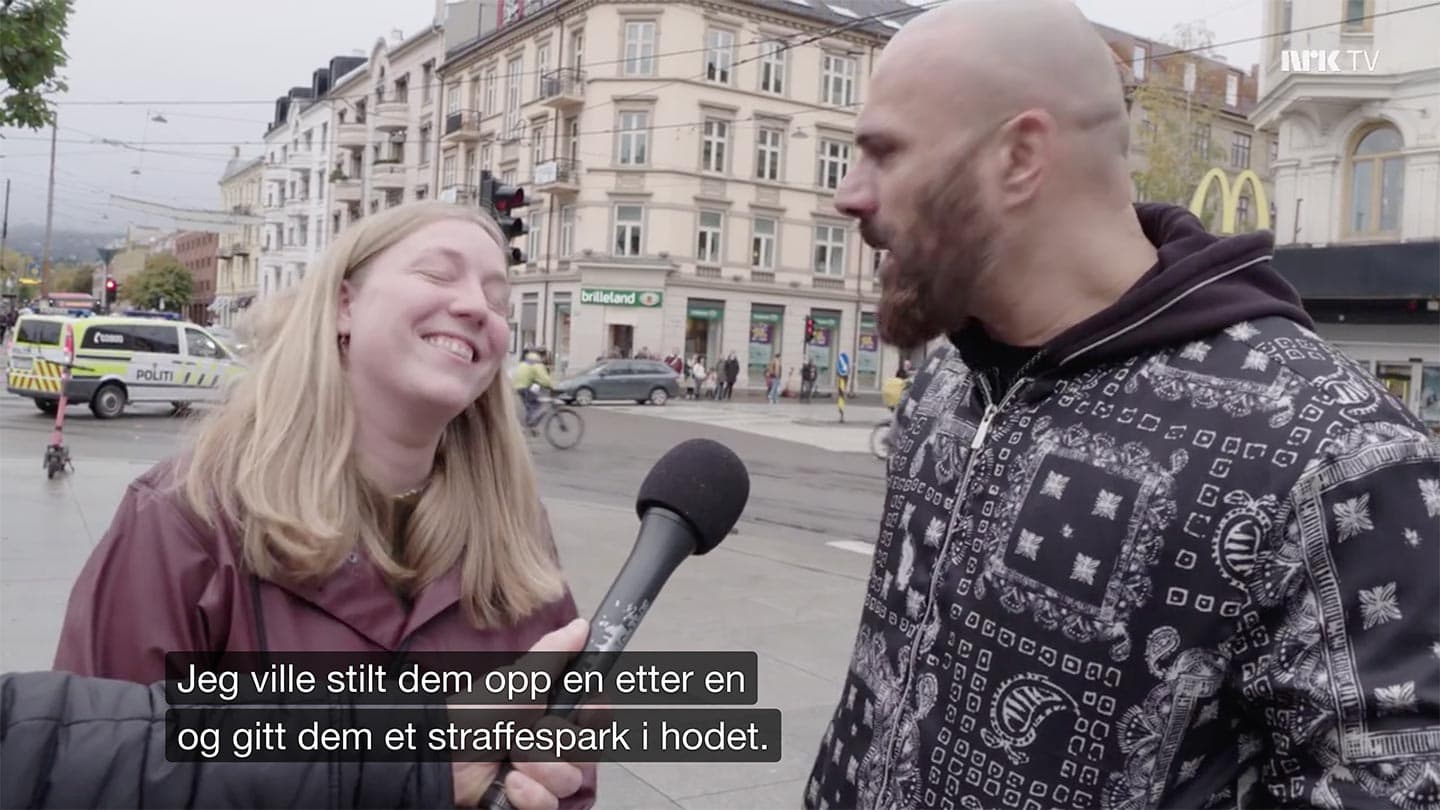 NRK TV
brilleland
POLITI
Jeg ville stilt dem opp en etter en
og gitt dem et straffespark i hodet.